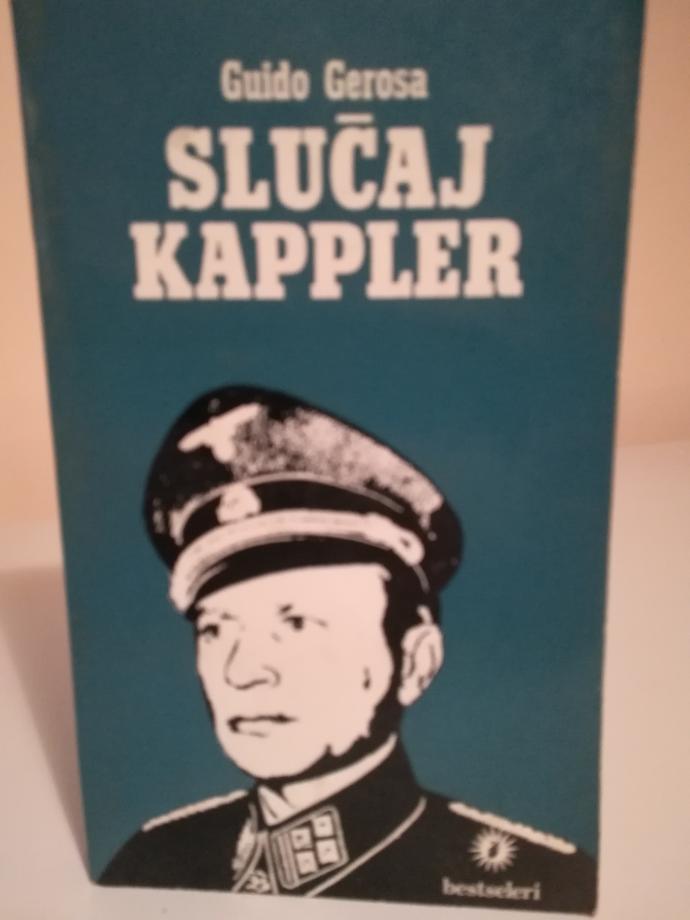 Guido Gerosa
SLUČAJ
KAPPLER
bestseleri